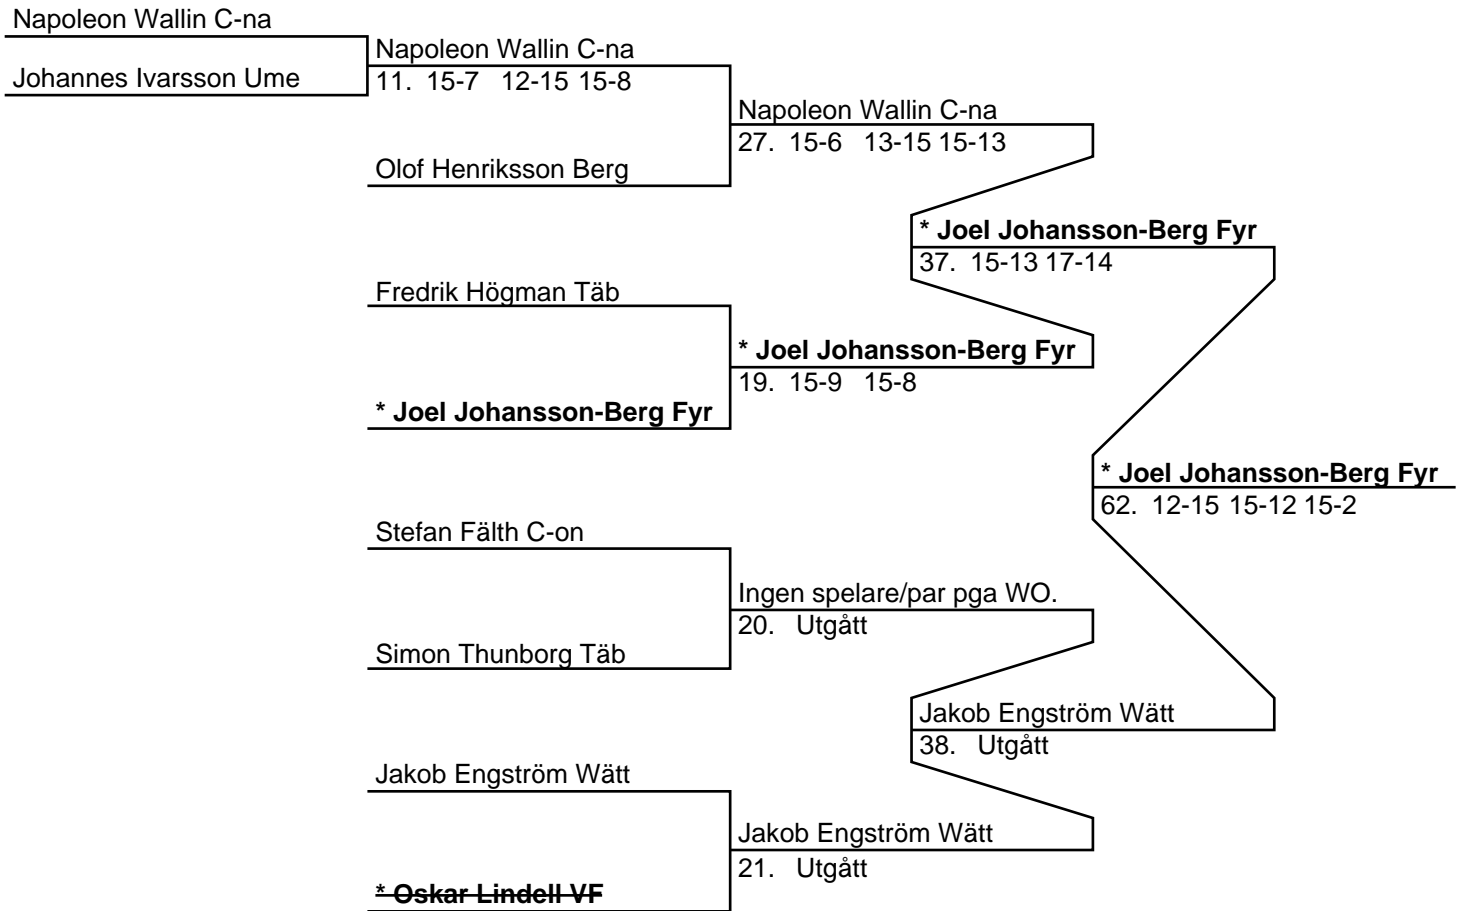 Napoleon Wallin C-na
Napoleon Wallin C-na
Johannes Ivarsson Ume
11. 15-7 12-15 15-8
Napoleon Wallin C-na
27. 15-6 13-15 15-13
Olof Henriksson Berg
* Joel Johansson-Berg Fyr
37. 15-13 17-14
Fredrik Högman Täb
* Joel Johansson-Berg Fyr
19. 15-9 15-8
* Joel Johansson-Berg Fyr
* Joel Johansson-Berg Fyr
62. 12-15 15-12 15-2
Stefan Fälth C-on
Ingen spelare/par pga WO.
20. Utgått
Simon Thunborg Täb
Jakob Engström Wätt
38. Utgått
Jakob Engström Wätt
Jakob Engström Wätt
21. Utgått
* Oskar Lindell VF